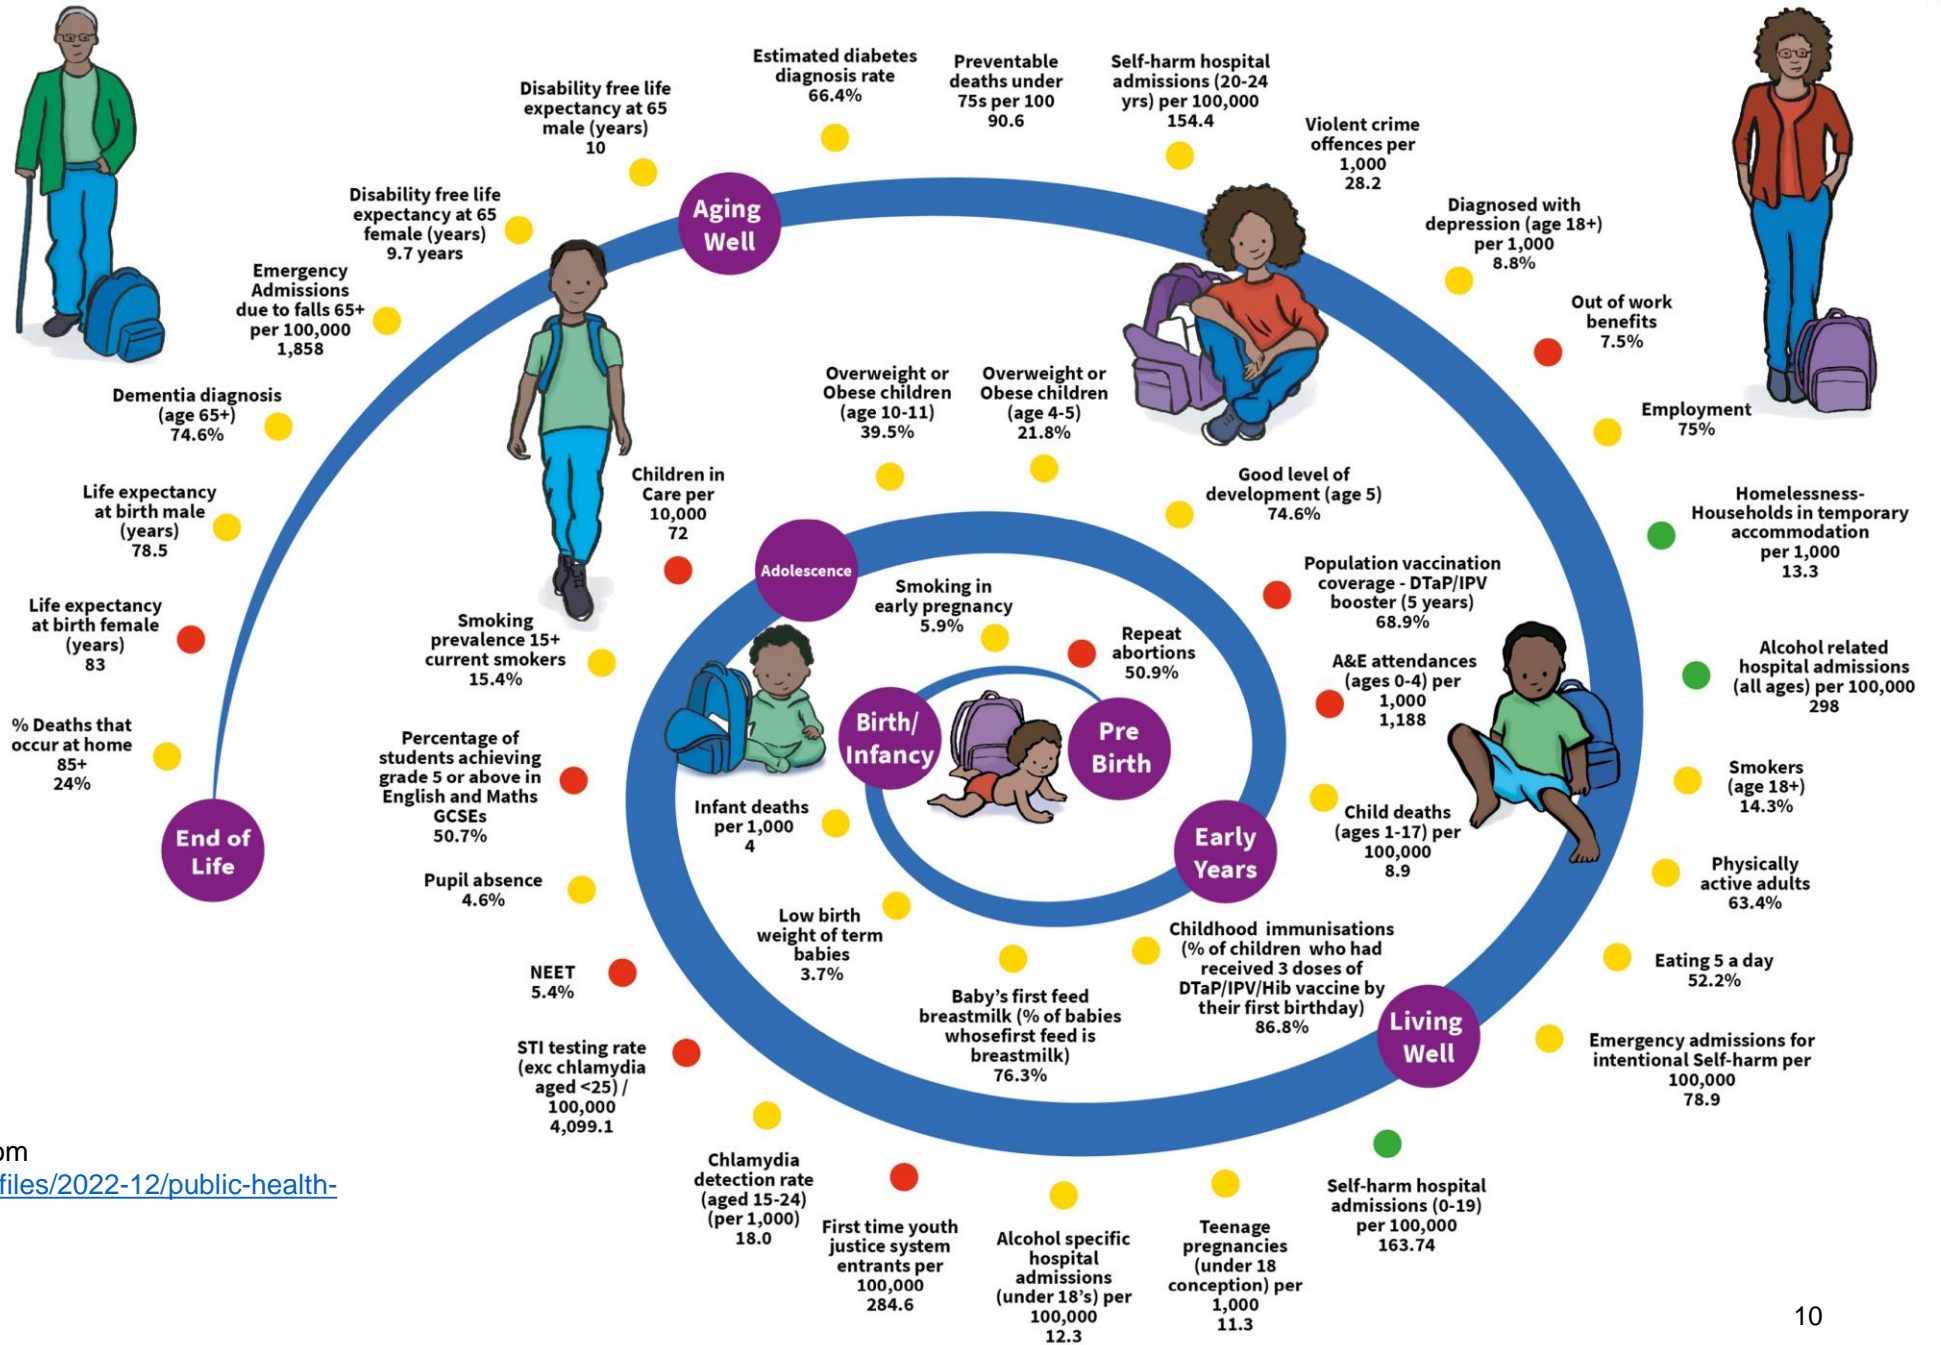 Estimated diabetes
diagnosis rate
66.4%
Preventable
deaths under
75s per 100
90.6
Self-harm hospital
admissions (20-24
yrs) per 100,000
154.4
Disability free life
expectancy at 65
male (years)
10
Violent crime
offences per
1,000
28.2
Disability free life
expectancy at 65
female (years)
9.7 years
Aging
Well
Diagnosed with
depression (age 18+)
per 1,000
8.8%
Emergency
Admissions
due to falls 65+
per 100,000
1,858
Out of work
benefits
7.5%
Dementia diagnosis
(age 65+)
74.6%
Overweight or
Obese children
(age 10-11)
39.5%
Overweight or
Obese children
(age 4-5)
21.8%
Employment
75%
Life expectancy
at birth male
(years)
78.5
Children in
Care per
10,000
72
Good level of
development (age 5)
74.6%
Homelessness-
Households in temporary
accommodation
per 1,000
13.3
Adolescence
Smoking in
early pregnancy
5.9%
Population vaccination
coverage - DTaP/IPV
booster (5 years)
68.9%
Life expectancy
at birth female
(years)
83
Smoking
prevalence 15+
current smokers
15.4%
Repeat
abortions
50.9%
A&E attendances
(ages 0-4) per
1,000
1,188
Alcohol related
hospital admissions
(all ages) per 100,000
298
% Deaths that
occur at home
85+
24%
Percentage of
students achieving
grade 5 or above in
English and Maths
GCSEs
50.7%
Birth/
Infancy
Pre
Birth
Smokers
(age 18+)
14.3%
End of
Life
Infant deaths
per 1,000
4
Early
Years
Child deaths
(ages 1-17) per
100,000
8.9
Pupil absence
4.6%
Physically
active adults
63.4%
Low birth
weight of term
babies
3.7%
Childhood immunisations
(% of children who had
received 3 doses of
DTaP/IPV/Hib vaccine by
their first birthday)
86.8%
NEET
5.4%
Baby's first feed
breastmilk (% of babies
whosefirst feed is
breastmilk)
76.3%
Living
Well
Eating 5 a day
52.2%
STI testing rate
(exc chlamydia
aged <25) /
100,000
4,099.1
Emergency admissions for
intentional Self-harm per
100,000
78.9
om
files/2022-12/public-health-
Chlamydia
detection rate
(aged 15-24)
(per 1,000)
18.0
First time youth
justice system
entrants per
100,000
284.6
Alcohol specific
hospital
admissions
(under 18's) per
100,000
12.3
Teenage
pregnancies
(under 18
conception) per
1,000
11.3
Self-harm hospital
admissions (0-19)
per 100,000
163.74
10